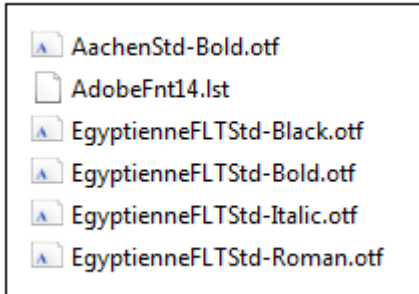 AachenStd-Bold.otf
AdobeFnt14.lst
EgyptienneFLTStd-Black.otf
EgyptienneFLTStd-Bold.otf
EgyptienneFLTStd-Italic.otf
EgyptienneFLTStd-Roman.otf